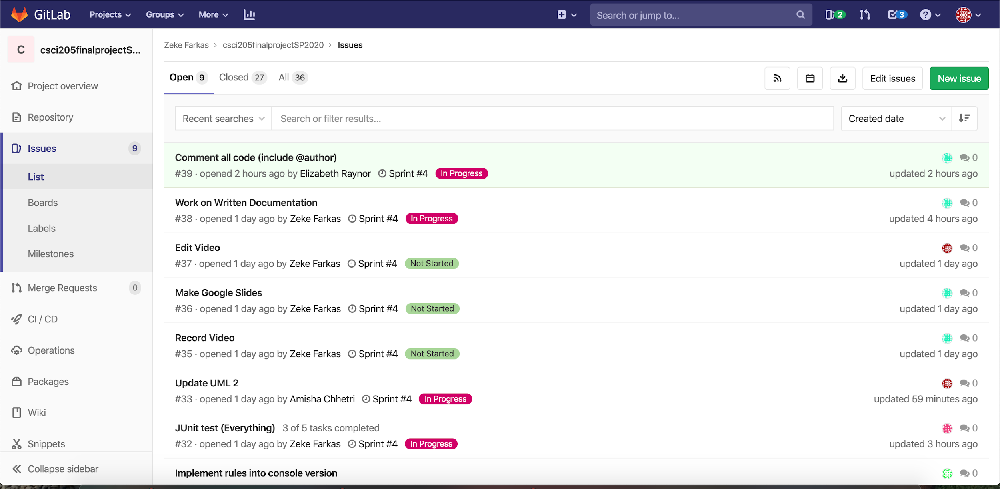 GitLab Projects Groups More Search or jump to... 2 3
C csci205finalprojectS...
Project overview
Repository
Issues 9
List
Boards
Labels
Milestones
Merge Requests 0
CI / CD
Operations
Packages
Wiki
Snippets
Collapse sidebar
Zeke Farkas > csci205finalprojectSP2020 > Issues
Open 9 Closed 27 All 36 Edit issues New issue
Recent searches Search or filter results... Created date
Comment all code (include @author) 0
#39 · opened 2 hours ago by Elizabeth Raynor Sprint #4 In Progress updated 2 hours ago
Work on Written Documentation 0
#38 · opened 1 day ago by Zeke Farkas Sprint #4 In Progress updated 4 hours ago
Edit Video 0
#37 · opened 1 day ago by Zeke Farkas Sprint #4 Not Started updated 1 day ago
Make Google Slides 0
#36 · opened 1 day ago by Zeke Farkas Sprint #4 Not Started updated 1 day ago
Record Video 0
#35 · opened 1 day ago by Zeke Farkas Sprint #4 Not Started updated 1 day ago
Update UML 2 0
#33 · opened 1 day ago by Amisha Chhetri Sprint #4 In Progress updated 59 minutes ago
JUnit test (Everything) 3 of 5 tasks completed 0
#32 · opened 1 day ago by Zeke Farkas Sprint #4 In Progress updated 3 hours ago
Implement rules into console version 0